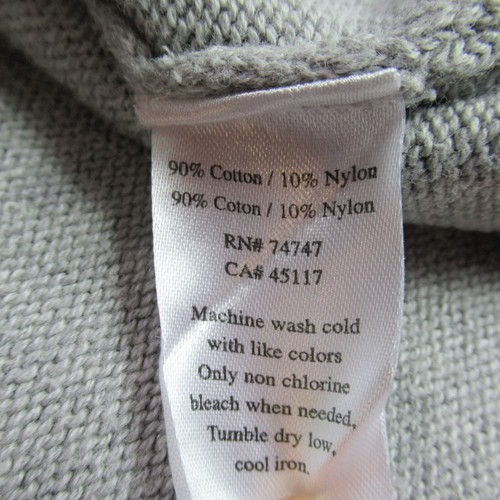 90% Cotton / 10% Nylon
90% Coton / 10% Nylon
RN# 74747
CA# 45117
Machine wash cold
with like colors
Only non chlorine
bleach when needed,
Tumble dry low,
cool iron,